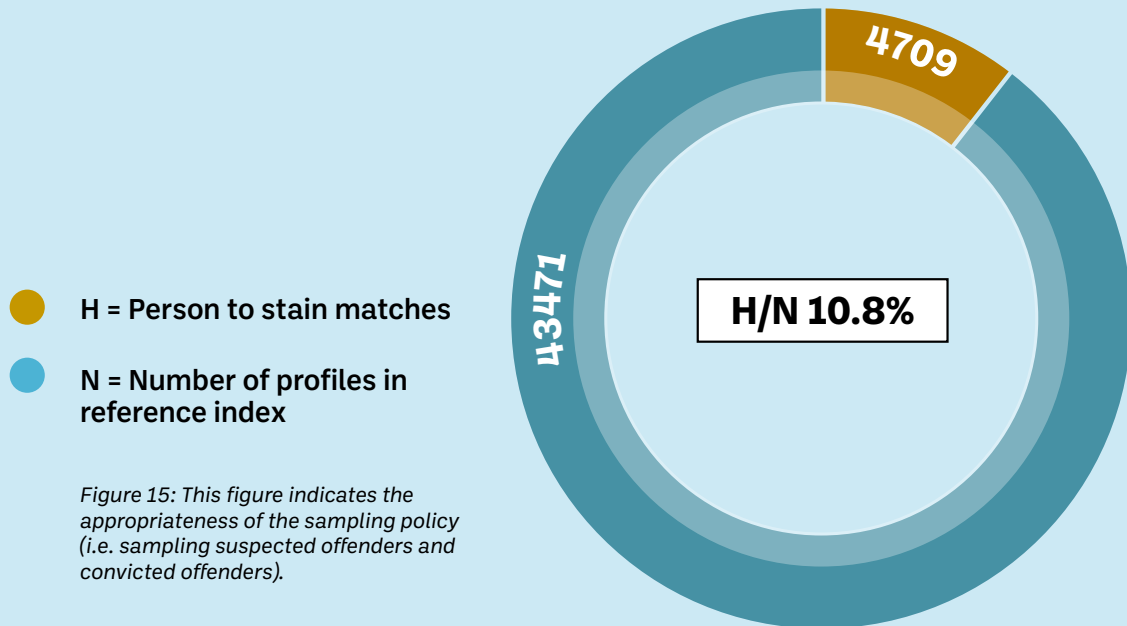 4709
43471
H/N 10.8%
H = Person to stain matches
N = Number of profiles in
reference index
Figure 15: This figure indicates the
appropriateness of the sampling policy
(i.e. sampling suspected offenders and
convicted offenders).